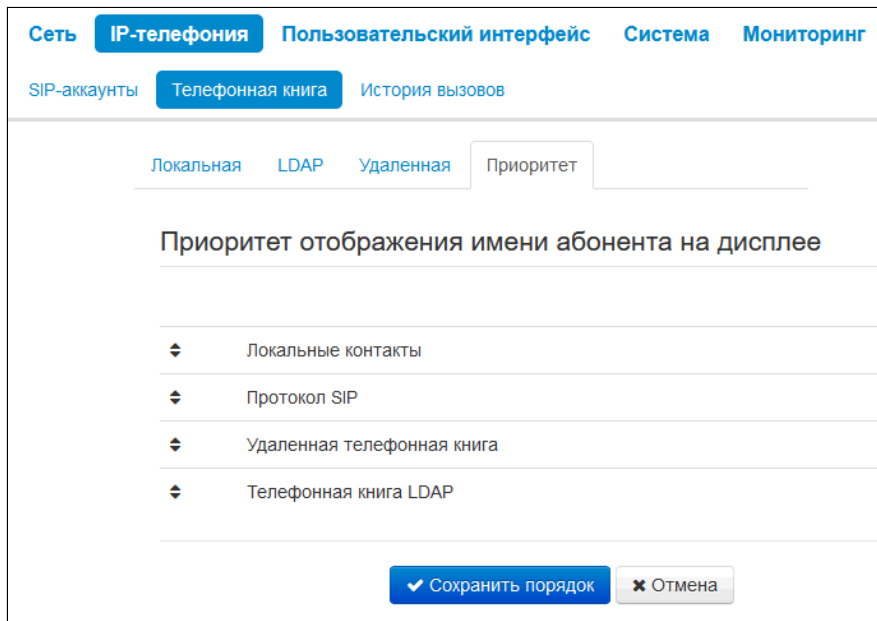 Сеть IP-телефония Пользовательский интерфейс Система Мониторинг
SIP-аккаунты Телефонная книга История вызовов
Локальная LDAP Удаленная Приоритет
Приоритет отображения имени абонента на дисплее
Локальные контакты
Протокол SIP
Удаленная телефонная книга
Телефонная книга LDAP
Сохранить порядок Отмена